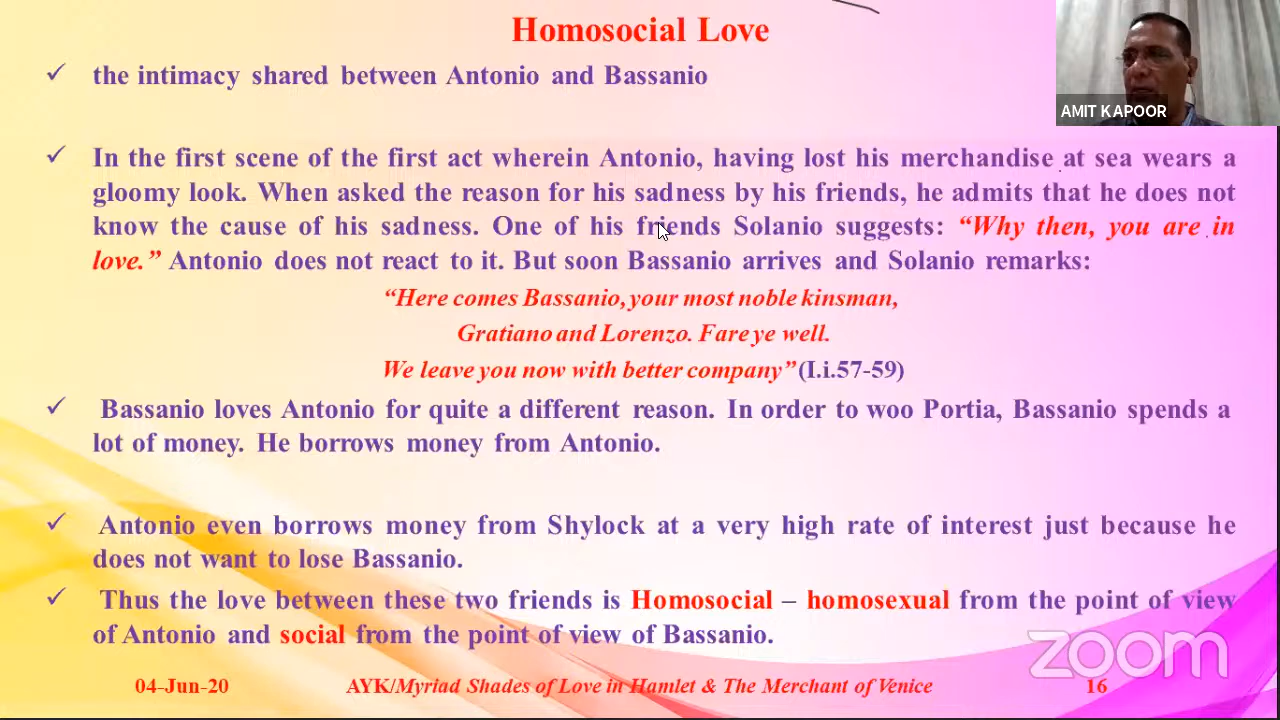 Homosocial Love
AMIT KAPOOR
✓ the intimacy shared between Antonio and Bassanio
✓ In the first scene of the first act wherein Antonio, having lost his merchandise at sea wears a
gloomy look. When asked the reason for his sadness by his friends, he admits that he does not
know the cause of his sadness. One of his friends Solanio suggests: “Why then, you are in
love.” Antonio does not react to it. But soon Bassanio arrives and Solanio remarks:
“Here comes Bassanio, your most noble kinsman,
Gratiano and Lorenzo. Fare ye well.
We leave you now with better company” (I.i.57-59)
✓ Bassanio loves Antonio for quite a different reason. In order to woo Portia, Bassanio spends a
lot of money. He borrows money from Antonio.
✓ Antonio even borrows money from Shylock at a very high rate of interest just because he
does not want to lose Bassanio.
✓ Thus the love between these two friends is Homosocial – homosexual from the point of view
of Antonio and social from the point of view of Bassanio.
zoom
04-Jun-20 AYK/Myriad Shades of Love in Hamlet & The Merchant of Venice 16